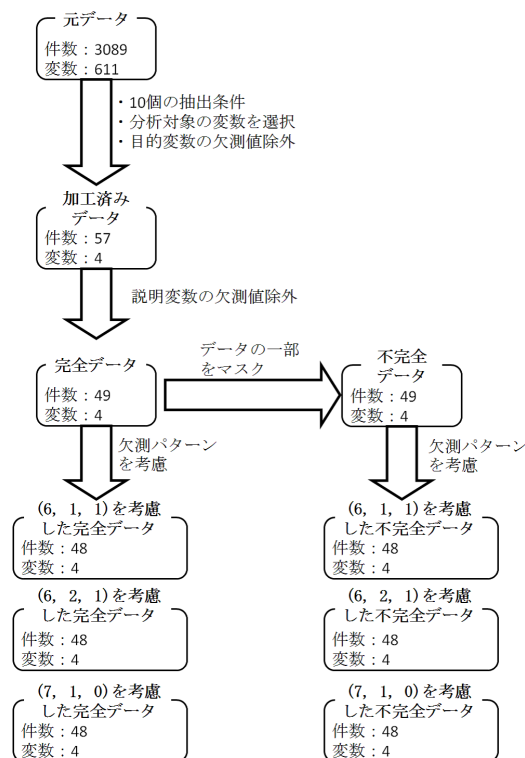 元データ
件数：3089
変数：611
・10個の抽出条件
・分析対象の変数を選択
・目的変数の欠測値除外
加工済み
データ
件数：57
変数：4
説明変数の欠測値除外
完全データ
件数：49
変数：4
データの一部
をマスク
不完全
データ
件数：49
変数：4
欠測パターン
を考慮
欠測パターン
を考慮
(6, 1, 1)を考慮
した完全データ
件数：48
変数：4
(6, 1, 1)を考慮
した不完全データ
件数：48
変数：4
(6, 2, 1)を考慮
した完全データ
件数：48
変数：4
(6, 2, 1)を考慮
した不完全データ
件数：48
変数：4
(7, 1, 0)を考慮
した完全データ
件数：48
変数：4
(7, 1, 0)を考慮
した不完全データ
件数：48
変数：4